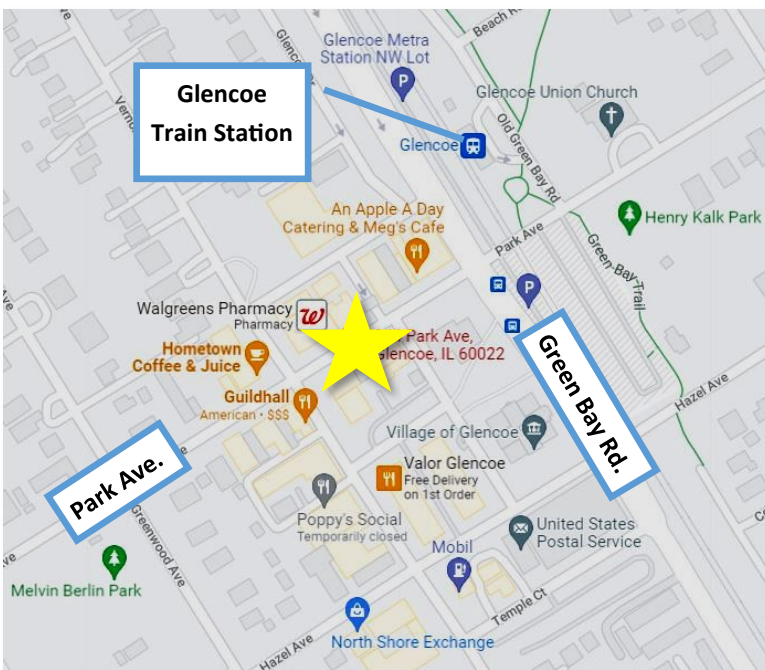 Beach R
Glencoe Metra
Station NW Lot
Glencoe
Train Station
Glencoe Union Church
Glencoe
Old Green Bay Rd
An Apple A Day
Catering & Meg's Cafe
Park Ave
Henry Kalk Park
Green Bay Trail
Walgreens Pharmacy
Pharmacy
Park Ave,
Glencoe, IL 60022
Hometown
Coffee & Juice
Green Bay Rd.
Guildhall
American · $$$
Hazel Ave
Village of Glencoe
Park Ave.
Valor Glencoe
Free Delivery
on 1st Order
Greenwood Ave
Poppy's Social
Temporarily closed
United States
Postal Service
Mobil
Melvin Berlin Park
Temple Ct
North Shore Exchange
Hazel Ave